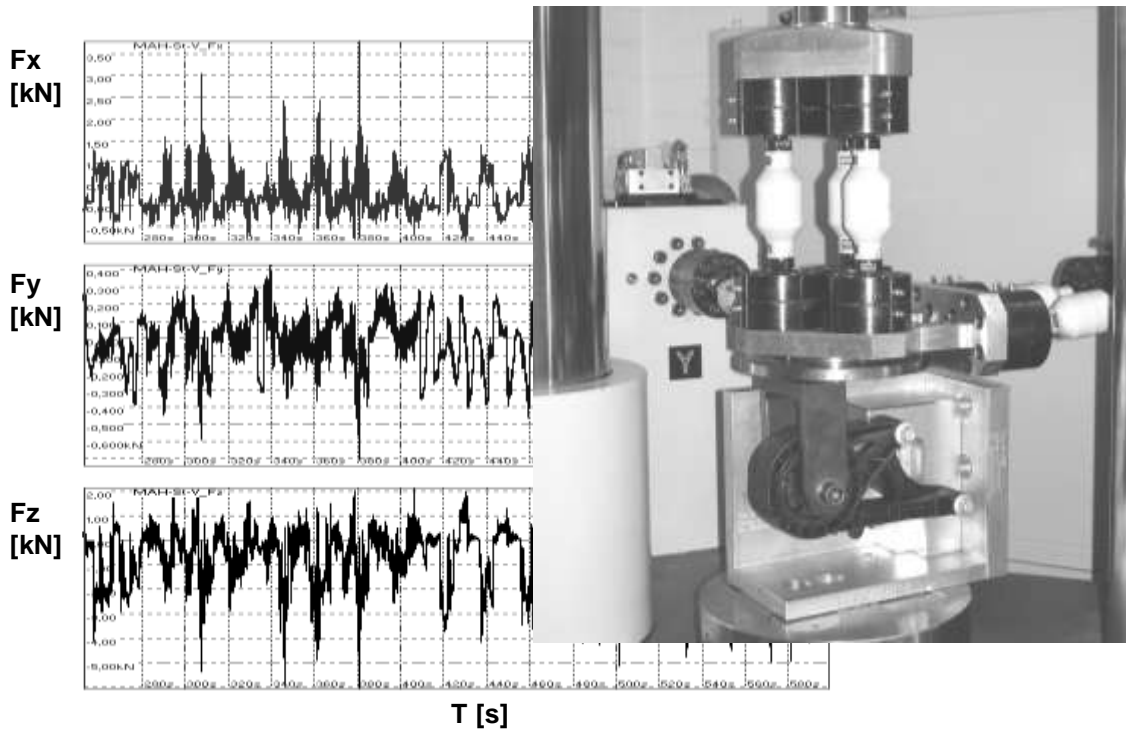 Fx
[kN]
MAH-St-V_Fx
3,50
3,00
2,50
2,00
1,50
-0,50kN
280s 300s 320s 340s 360s 380s 400s 420s 440s
Fy
[kN]
MAH-St-V_Fy
0,400
0,300
0,200
0,100
-0,200
-0,300
-0,400
-0,500
-0,600kN
280s 300s 320s 340s 360s 380s 400s 420s 440s
Y
Fz
[kN]
MAH-St-V_Fz
2,00
1,00
-4,00
-5,00kN
280s 300s 320s 340s 360s 380s 400s 420s 440s 460s 480s 500s 520s 540s 560s 580s
T [s]